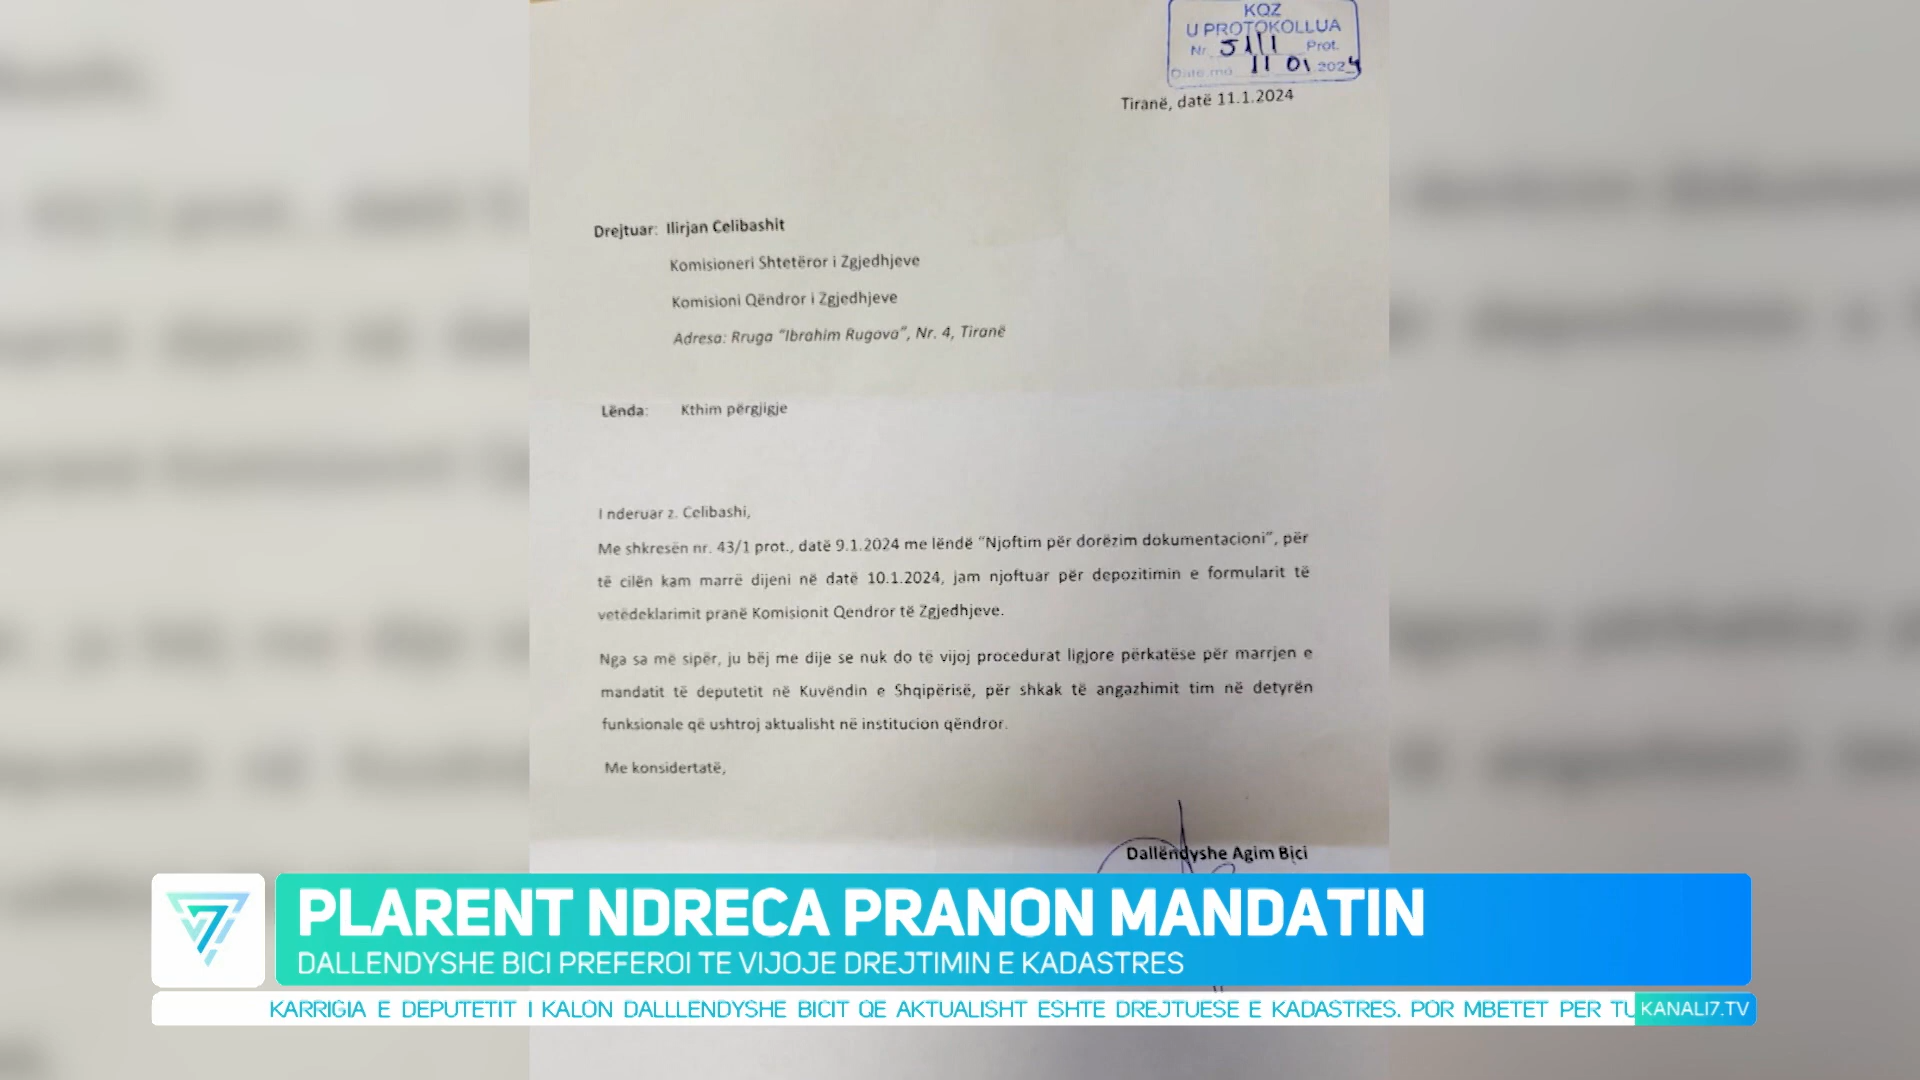 KQZ
U PROTOKOLLUA
Nr. 51/1 Prot.
Datë më 11 01 2024
Tiranë, datë 11.1.2024
Drejtuar: Ilirjan Celibashit
Komisioneri Shtetëror i Zgjedhjeve
Komisioni Qëndror i Zgjedhjeve
Adresa: Rruga "Ibrahim Rugova", Nr. 4, Tiranë
Lënda: Kthim përgjigje
I nderuar z. Celibashi,
Me shkresën nr. 43/1 prot., datë 9.1.2024 me lëndë "Njoftim për dorëzim dokumentacioni", për
të cilën kam marrë dijeni në datë 10.1.2024, jam njoftuar për depozitimin e formularit të
vetëdeklarimit pranë Komisionit Qendror të Zgjedhjeve.
Nga sa më sipër, ju bëj me dije se nuk do të vijoj procedurat ligjore përkatëse për marrjen e
mandatit të deputetit në Kuvëndin e Shqipërisë, për shkak të angazhimit tim në detyrën
funksionale që ushtroj aktualisht në institucion qëndror.
Me konsidertatë,
Dallëndyshe Agim Bici
PLARENT NDRECA PRANON MANDATIN
DALLENDYSHE BICI PREFEROI TE VIJOJE DREJTIMIN E KADASTRES
KARRIGIA E DEPUTETIT I KALON DALLLENDYSHE BICIT QE AKTUALISHT ESHTE DREJTUESE E KADASTRES. POR MBETET PER TU
KANALI7.TV